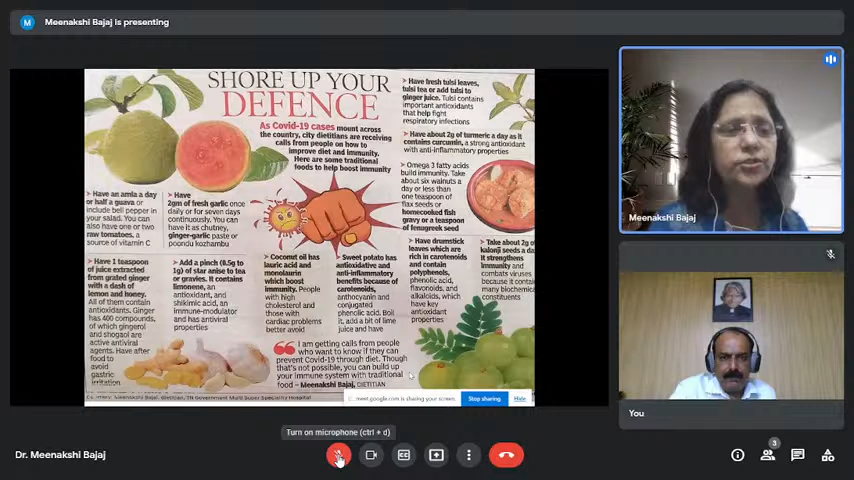 M Meenakshi Bajaj is presenting
SHORE UP YOUR
DEFENCE
As Covid-19 cases mount across
the country, city dietitians are receiving
calls from people on how to
improve diet and immunity.
Here are some traditional
foods to help boost immunity
➤ Have fresh tulsi leaves,
tulsi tea or add tulsi to
ginger juice. Tulsi contains
important antioxidants
that help fight
respiratory infections
➤ Have about 2g of turmeric a day as it
contains curcumin, a strong antioxidant
with anti-inflammatory properties
➤ Omega 3 fatty acids
build immunity. Take
about six walnuts a
day or less than
one teaspoon of
flax seeds or
homecooked fish
gravy or a teaspoon
of fenugreek seed
➤ Have an amla a day
or half a guava or
include bell pepper in
your salad. You can
also have one or two
raw tomatoes, a
source of vitamin C
➤ Have
2gm of fresh garlic once
daily or for seven days
continuously. You can
have it as chutney,
ginger-garlic paste or
poondu kozhambu
➤ Have 1 teaspoon
of juice extracted
from grated ginger
with a dash of
lemon and honey.
All of them contain
antioxidants. Ginger
has 400 compounds,
of which gingerol
and shogaol are
active antiviral
agents. Have after
food to
avoid
gastric
irritation
➤ Add a pinch (0.5g to
1g) of star anise to tea
or gravies. It contains
limonene, an
antioxidant, and
shikimic acid, an
immune-modulator
and has antiviral
properties
➤ Coconut oil has
lauric acid and
monolaurin
which boost
immunity. People
with high
cholesterol and
those with
cardiac problems
better avoid
➤ Sweet potato has
antioxidative and
anti-inflammatory
benefits because of
carotenoids,
anthocyanin and
conjugated
phenolic acid. Boil
it, add a bit of lime
juice and have
➤ Have drumstick
leaves which are
rich in carotenoids
and contain
polyphenols,
phenolic acid,
flavonoids, and
alkaloids, which
have key
antioxidant
properties
➤ Take about 2g o
kalonji seeds a da
it strengthens
immunity and
combats viruses
because it contain
many biochemic
constituents
I am getting calls from people
who want to know if they can
prevent Covid-19 through diet. Though
that's not possible, you can build up
your immune system with traditional
food – Meenakshi Bajaj, DIETITIAN
Meenakshi Bajaj, Dietitian, TN Government Multi Super Speciality Hospital
meet.google.com is sharing your screen.
Stop sharing
Hide
Meenakshi Bajaj
You
Turn on microphone (ctrl + d)
Dr. Meenakshi Bajaj
3